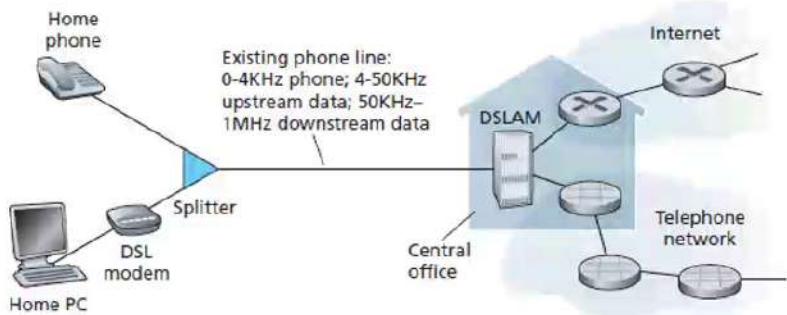 Home
phone
Existing phone line:
0-4KHz phone; 4-50KHz
upstream data; 50KHz–
1MHz downstream data
Internet
DSLAM
Splitter
DSL
modem
Home PC
Central
office
Telephone
network